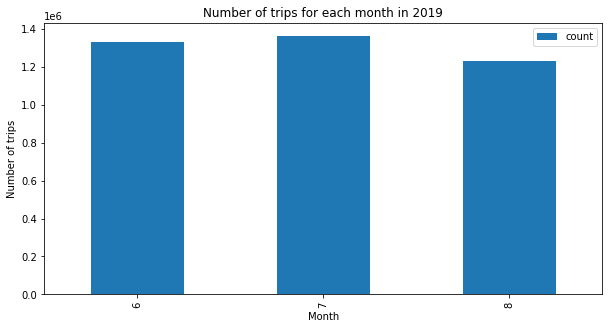 Number of trips for each month in 2019
1e6
count
1.4
1.2
1.0
0.8
0.6
0.4
0.2
0.0
Number of trips
6
7
8
Month